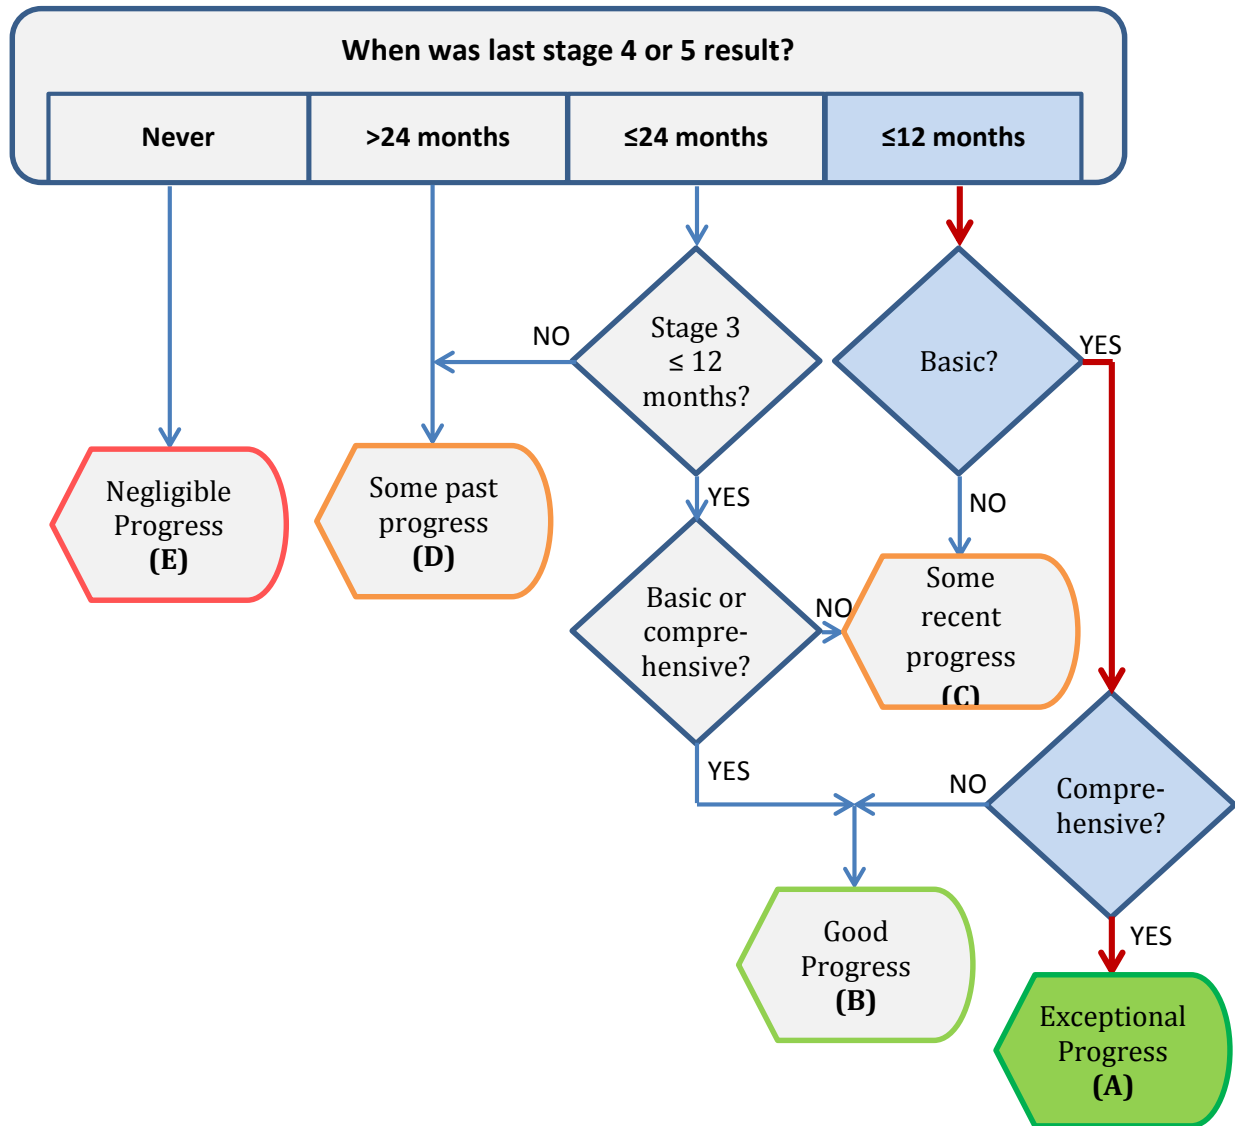 When was last stage 4 or 5 result?
Never
>24 months
≤24 months
≤12 months
NO
Stage 3
≤ 12
months?
Basic?
YES
Negligible
Progress
(E)
Some past
progress
(D)
YES
NO
Basic or
compre-
hensive?
NO
Some
recent
progress
(C)
YES
NO
Compre-
hensive?
Good
Progress
(B)
YES
Exceptional
Progress
(A)